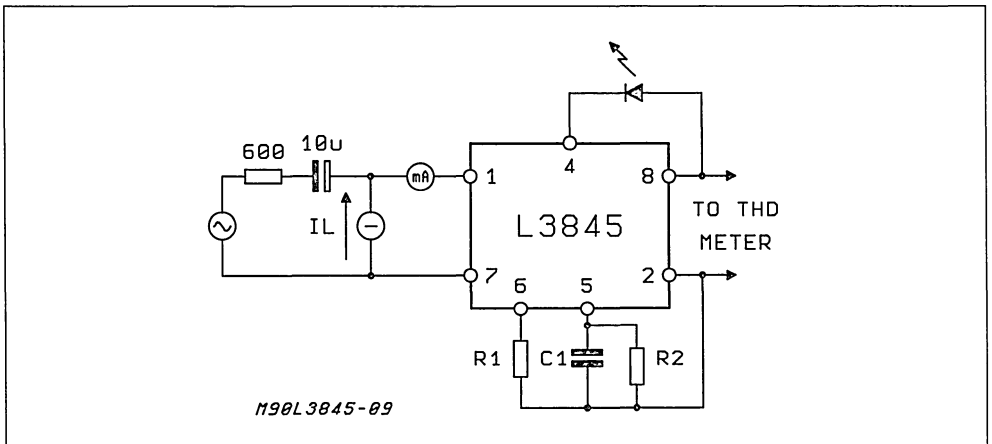 600
10u
mA
1
4
8
IL
L3845
TO THD
METER
7
6
5
2
R1
C1
R2
M90L3845-09